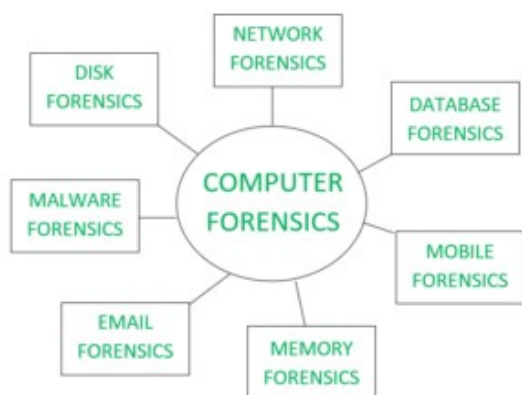 NETWORK
FORENSICS
DISK
FORENSICS
DATABASE
FORENSICS
COMPUTER
FORENSICS
MALWARE
FORENSICS
MOBILE
FORENSICS
EMAIL
FORENSICS
MEMORY
FORENSICS